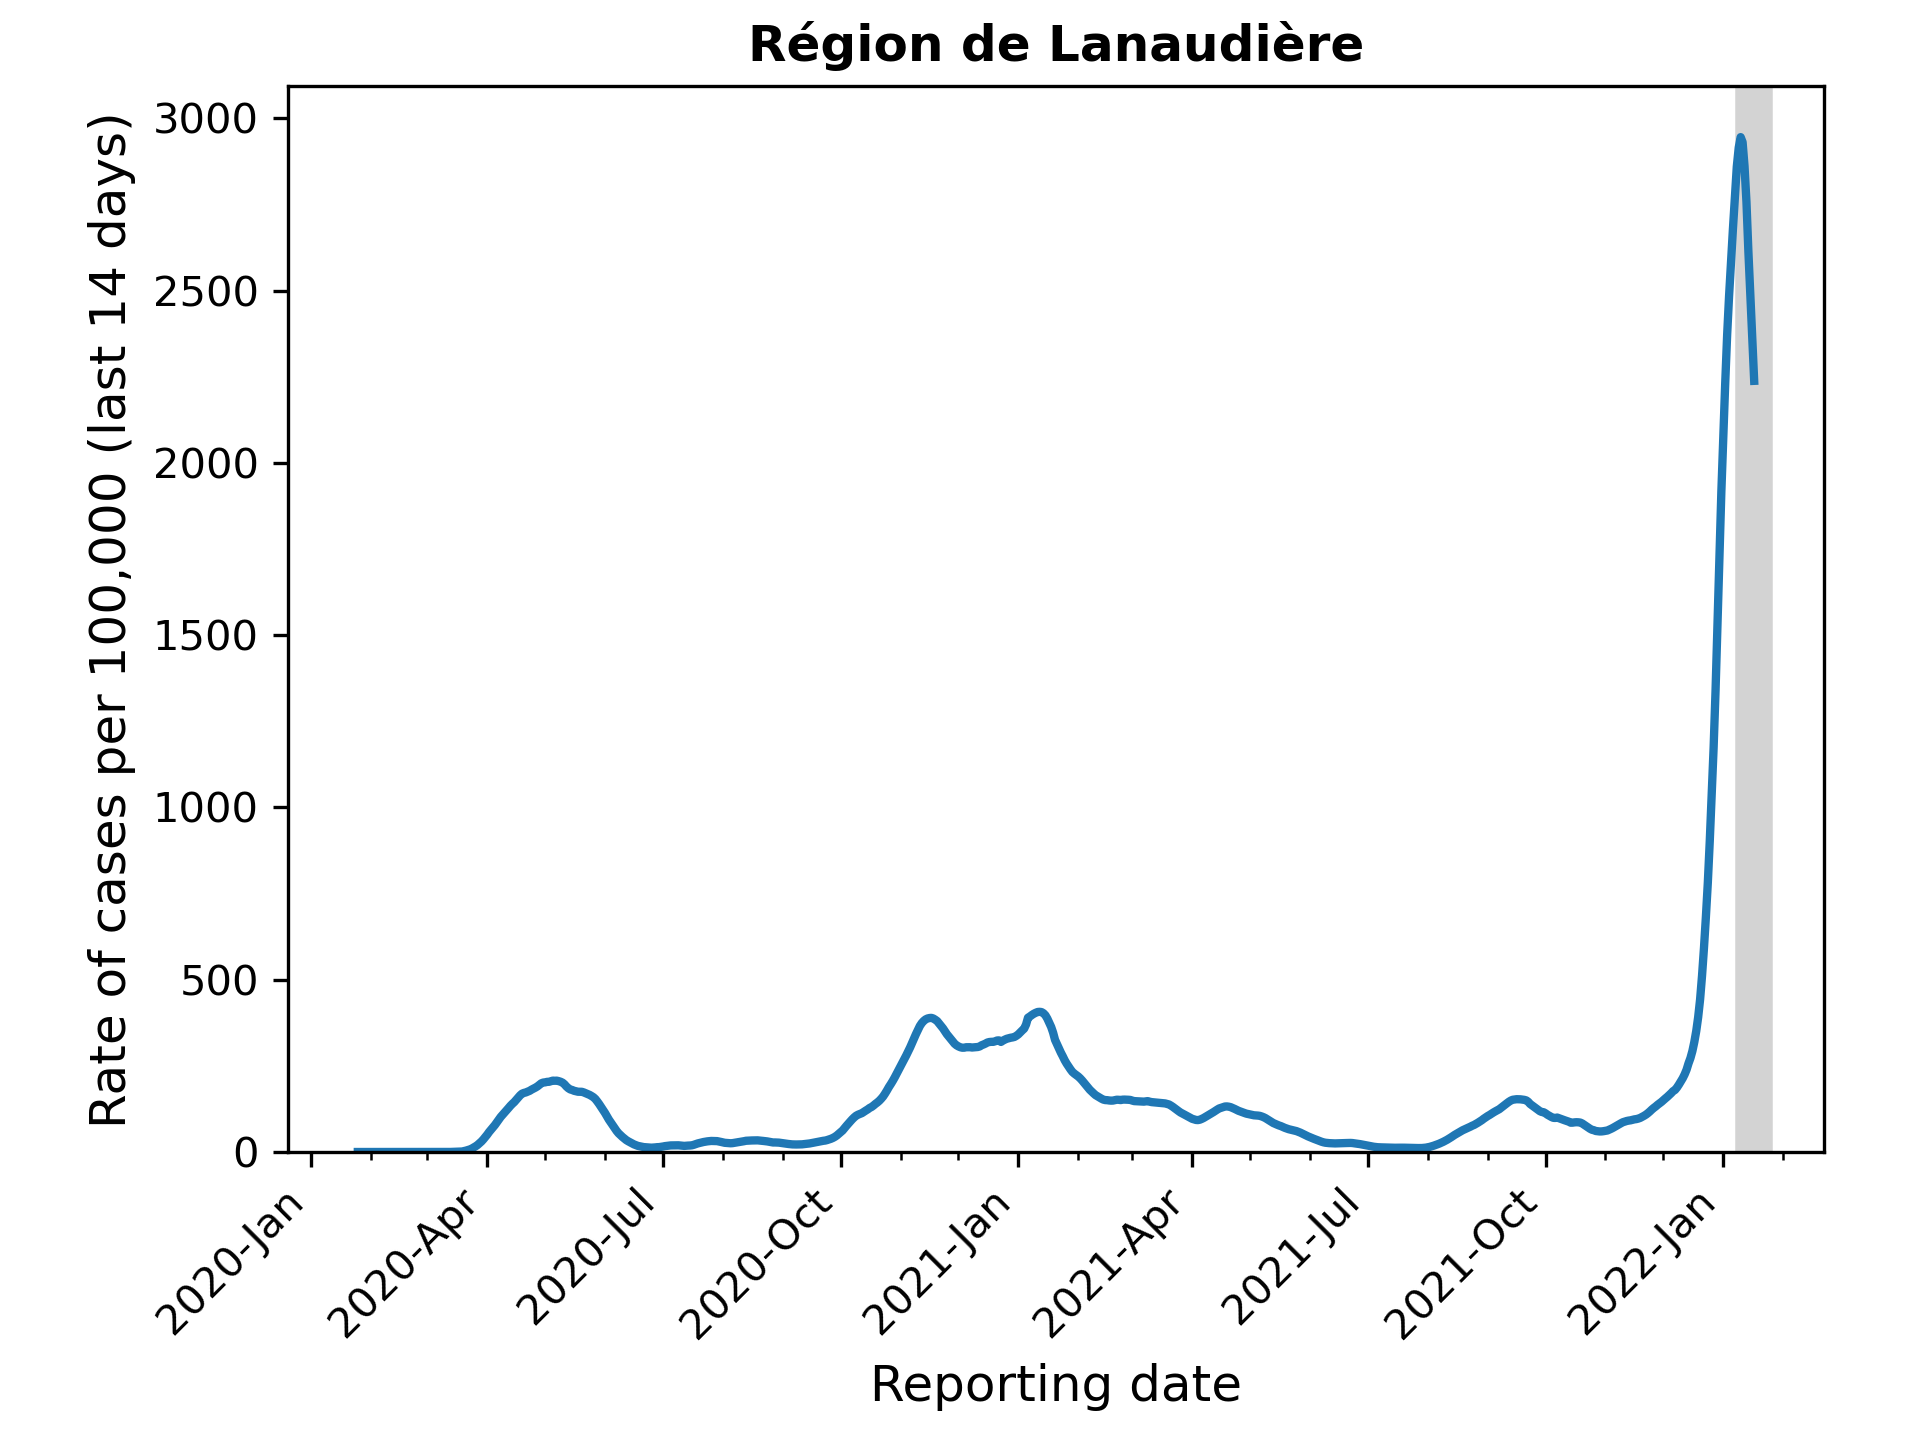 Région de Lanaudière
Rate of cases per 100,000 (last 14 days)
3000
2500
2000
1500
1000
500
0
2020-Jan
2020-Apr
2020-Jul
2020-Oct
2021-Jan
2021-Apr
2021-Jul
2021-Oct
2022-Jan
Reporting date